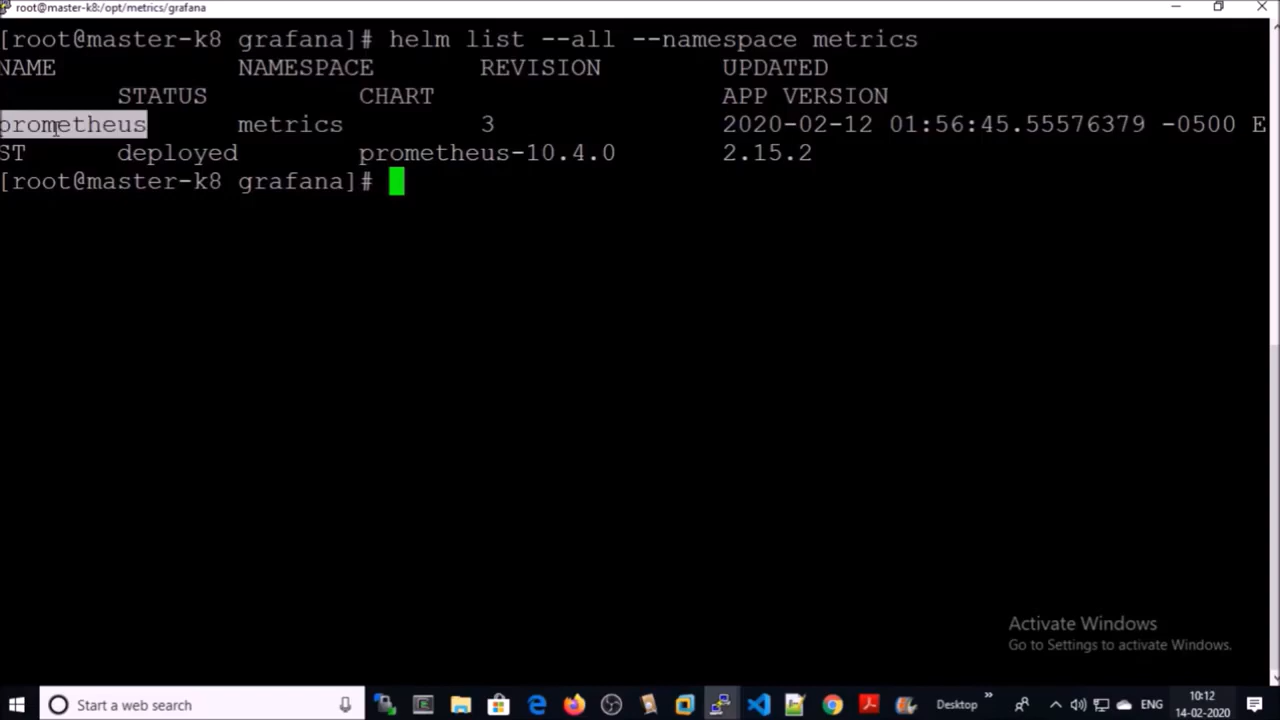 root@master-k8:/opt/metrics/grafana
[root@master-k8 grafana]# helm list --all --namespace metrics
NAME NAMESPACE REVISION UPDATED
STATUS CHART APP VERSION
prometheus metrics 3 2020-02-12 01:56:45.55576379 -0500 E
ST deployed prometheus-10.4.0 2.15.2
[root@master-k8 grafana]#
Activate Windows
Go to Settings to activate Windows.
Start a web search
Desktop
ENG
10:12
14-02-2020